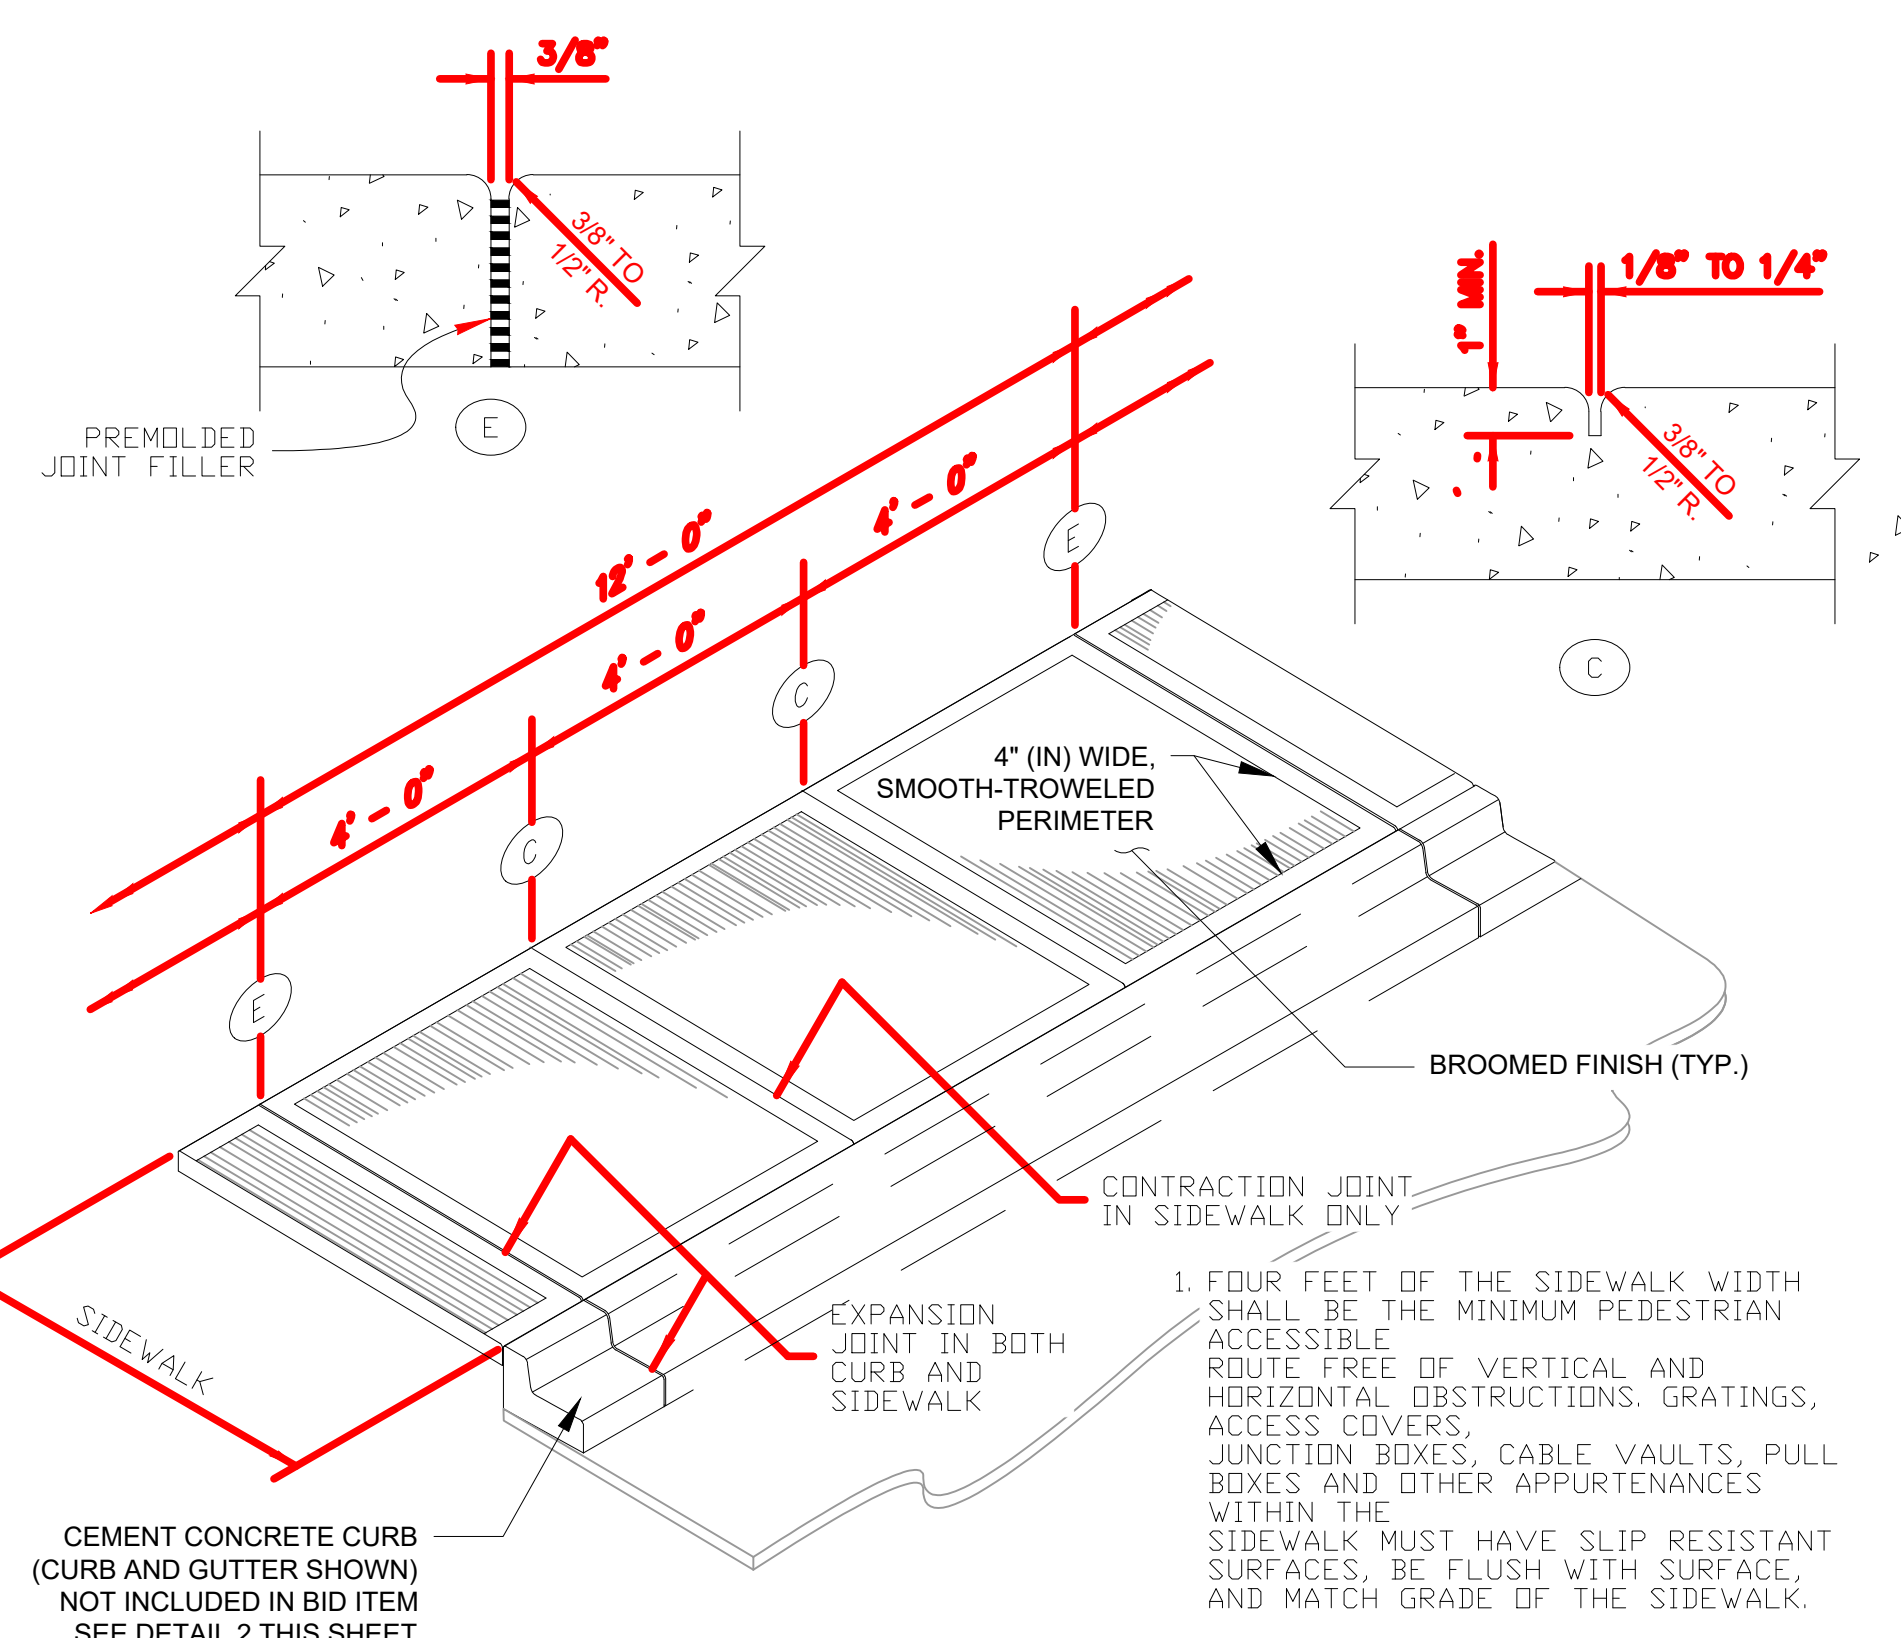 3/8"
3/8" TO
1/2" R.
PREMOLDED
JOINT FILLER
E
1" MIN.
1/8" TO 1/4"
3/8" TO
1/2" R.
C
12' - 0"
4' - 0"
4' - 0"
4' - 0"
E
C
C
E
4" (IN) WIDE,
SMOOTH-TROWELED
PERIMETER
BROOMED FINISH (TYP.)
CONTRACTION JOINT
IN SIDEWALK ONLY
EXPANSION
JOINT IN BOTH
CURB AND
SIDEWALK
SIDEWALK
CEMENT CONCRETE CURB
(CURB AND GUTTER SHOWN)
NOT INCLUDED IN BID ITEM
SEE DETAIL 2 THIS SHEET
1. FOUR FEET OF THE SIDEWALK WIDTH
SHALL BE THE MINIMUM PEDESTRIAN
ACCESSIBLE
ROUTE FREE OF VERTICAL AND
HORIZONTAL OBSTRUCTIONS. GRATINGS,
ACCESS COVERS,
JUNCTION BOXES, CABLE VAULTS, PULL
BOXES AND OTHER APPURTENANCES
WITHIN THE
SIDEWALK MUST HAVE SLIP RESISTANT
SURFACES, BE FLUSH WITH SURFACE,
AND MATCH GRADE OF THE SIDEWALK.